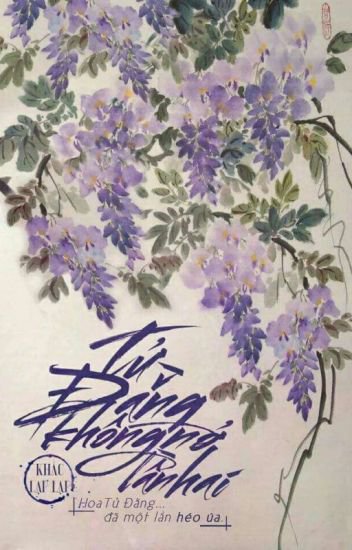 Tử
Đằng
không nở
lần hai
KHẮC
LẠP LẠP
Hoa Tử Đằng...
đã một lần héo úa...